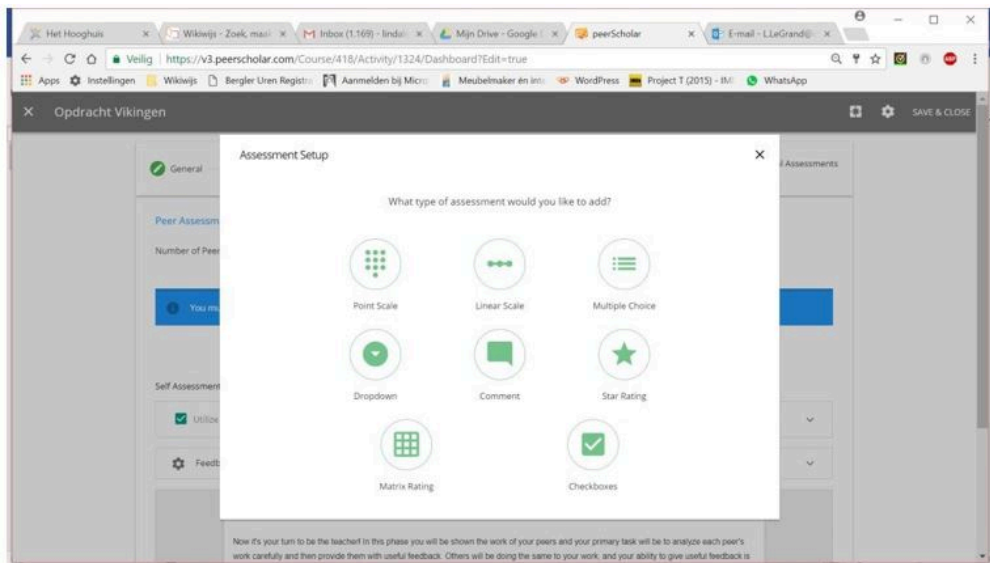 Het Hooghuis
Wikiwijs - Zoek, maa
Inbox (1.169) - linda
Mijn Drive - Google
peerScholar
E-mail - L.LeGrand@
Veilig https://v3.peerscholar.com/Course/418/Activity/1324/Dashboard?Edit=true
Apps Instellingen Wikiwijs Bergler Uren Registr Aanmelden bij Micro Meubelmaker én int WordPress Project T (2015) - IM WhatsApp
Opdracht Vikingen SAVE & CLOSE
General
Assessments
Assessment Setup
What type of assessment would you like to add?
Peer Assessm
Number of Peer
Point Scale Linear Scale Multiple Choice
You mu
Dropdown Comment Star Rating
Self Assessment
Utilize
Feedb
Matrix Rating Checkboxes
Now it's your turn to be the teacher! In this phase you will be shown the work of your peers and your primary task will be to analyze each peer's
work carefully and then provide them with useful feedback. Others will be doing the same to your work, and your ability to give useful feedback is